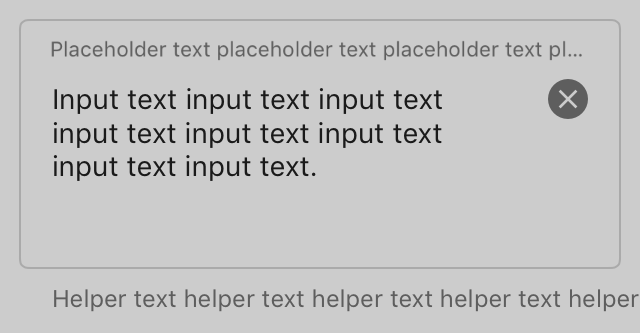 Placeholder text placeholder text placeholder text pl...
Input text input text input text
input text input text input text
input text input text.
Helper text helper text helper text helper text helper